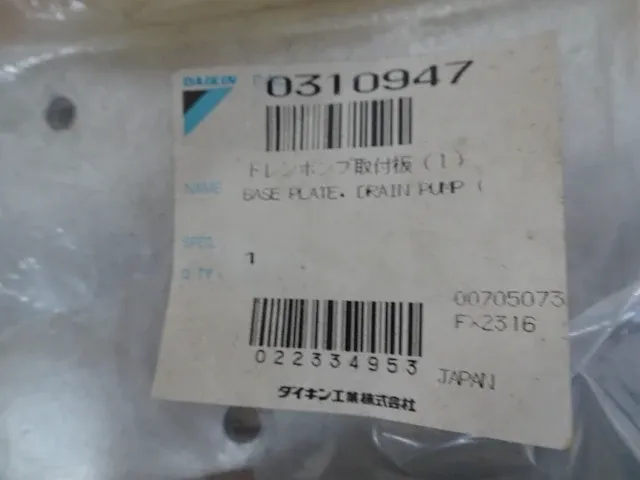 DAIKIN
0310947
ドレンポンプ取付板(1)
NAME BASE PLATE. DRAIN PUMP (
SPEC
Q'TY. 1
00705073
022334953
JAPAN
ダイキン工業株式会社